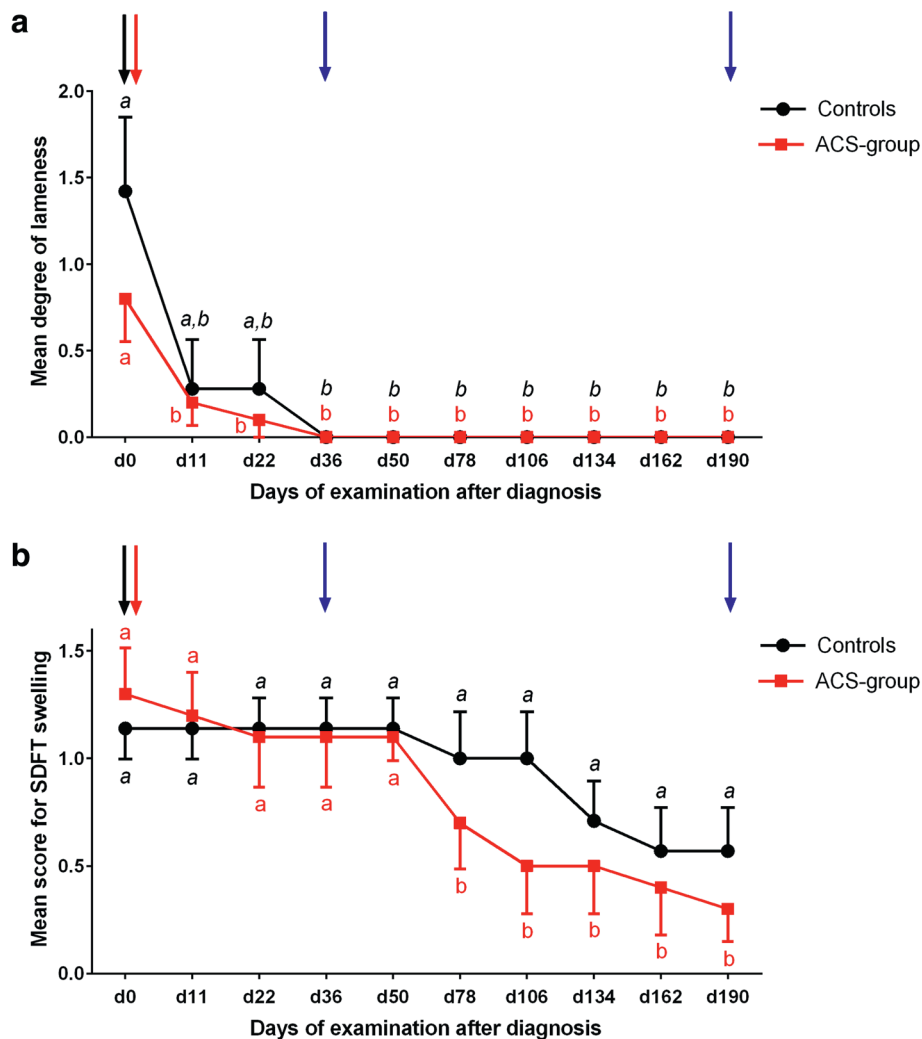 a
2.0
1.5
1.0
0.5
0.0
Mean degree of lameness
a
a
a,b
a,b
b
b
b b b b b b b
b b b b b b b
d0 d11 d22 d36 d50 d78 d106 d134 d162 d190
Days of examination after diagnosis
Controls
ACS-group
b
1.5
1.0
0.5
0.0
Mean score for SDFT swelling
a a a a a a a a
a a
a a a
a a
b b b b b
d0 d11 d22 d36 d50 d78 d106 d134 d162 d190
Days of examination after diagnosis
Controls
ACS-group